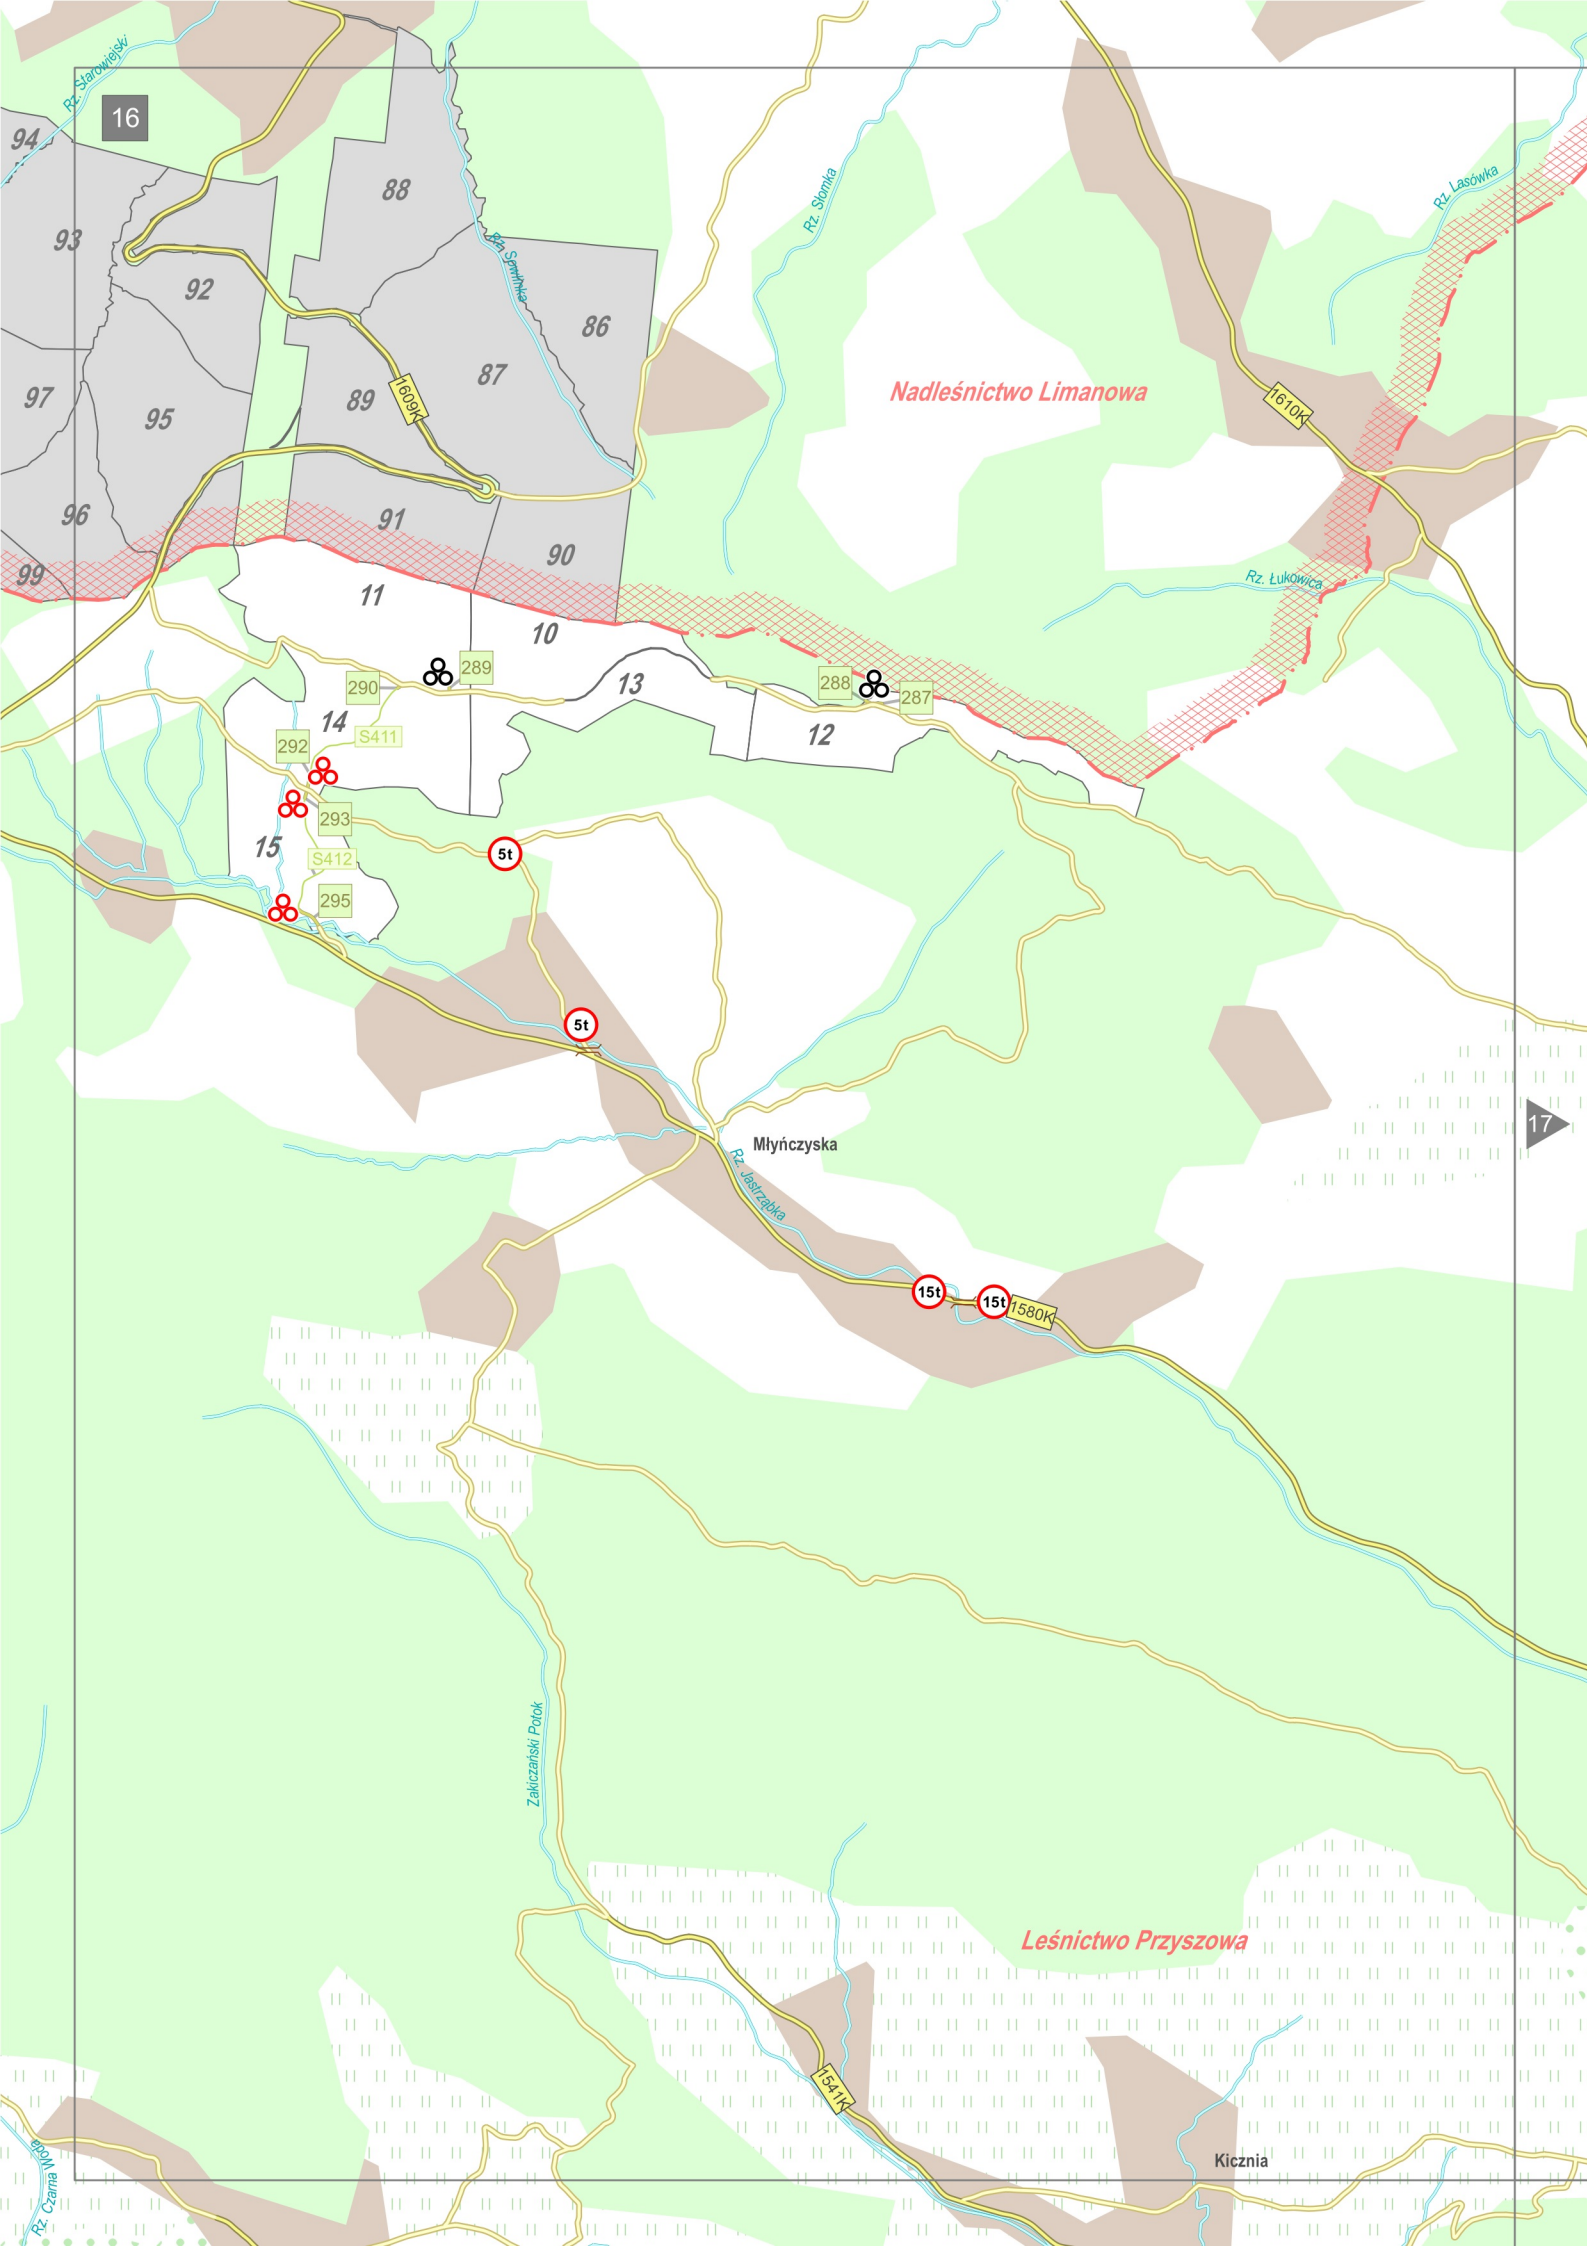 Rz. Starowiejski
16
94
88
Rz. Słomka
Rz. Lasówka
93
Rz. Sowlinka
92
86
87
97
89
1609K
Nadleśnictwo Limanowa
1610K
95
96
91
90
99
Rz. Łukowica
11
10
289
290
13
288
287
14
S411
12
292
293
15
S412
5t
295
5t
17
Młyńczyska
Rz. Jastrząbka
15t
15t
1580K
Zakiczański Potok
Leśnictwo Przyszowa
1541K
Kicznia
Rz. Czarna Woda